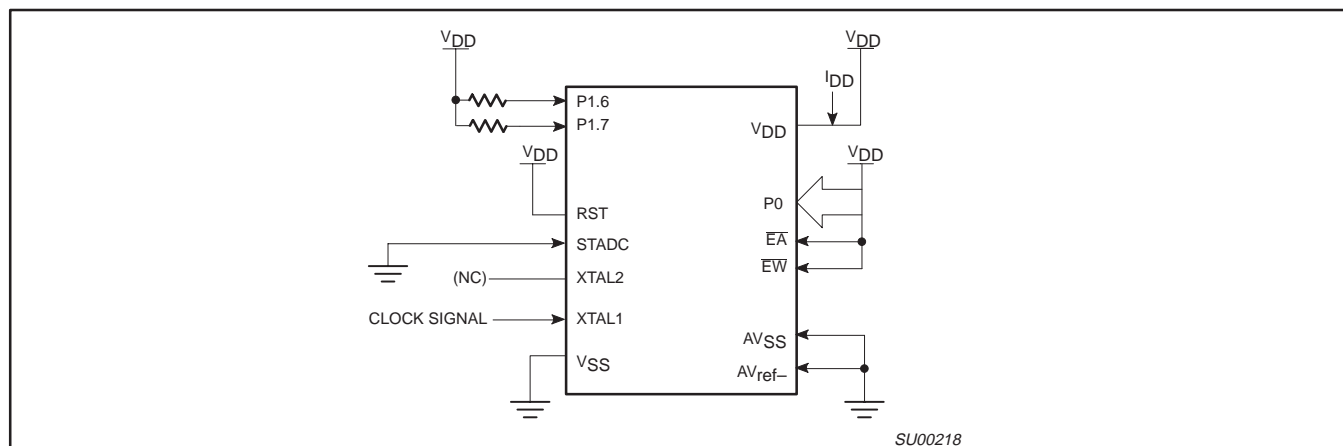 VDD
P1.6
P1.7
VDD
RST
STADC
(NC)
XTAL2
CLOCK SIGNAL
XTAL1
VSS
VDD
IDD
VDD
VDD
P0
EA
EW
AVSS
AVref–
SU00218